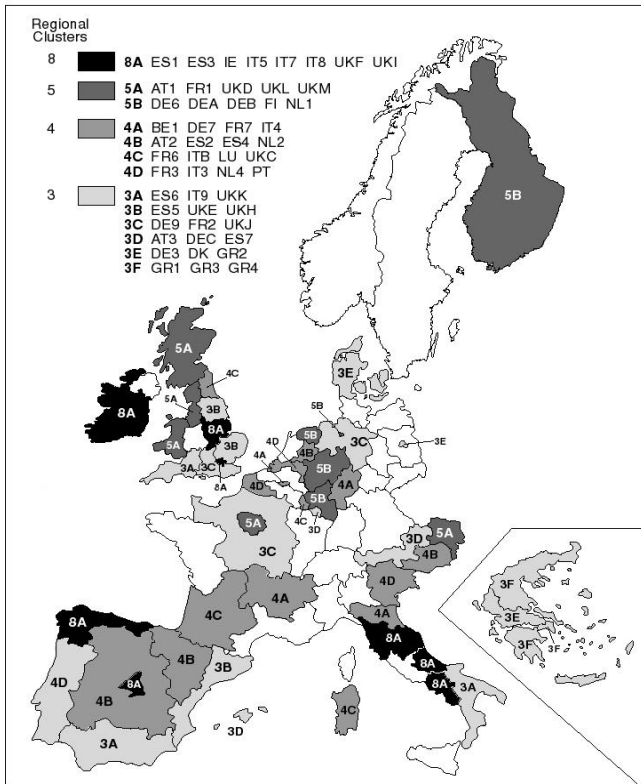 Regional
Clusters
8 8A ES1 ES3 IE IT5 IT7 IT8 UKF UKI
5 5A AT1 FR1 UKD UKL UKM
5B DE6 DEA DEB FI NL1
4 4A BE1 DE7 FR7 IT4
4B AT2 ES2 ES4 NL2
4C FR6 ITB LU UKC
4D FR3 IT3 NL4 PT
3 3A ES6 IT9 UKK
3B ES5 UKE UKH
3C DE9 FR2 UKJ
3D AT3 DEC ES7
3E DE3 DK GR2
3F GR1 GR3 GR4
5B
5A
3E
4C
5A
3B
8A
8A
5B
5B
3C
3E
4D
4B
5A
3B
4A
5B
3A
3C
8A
4D
4A
5B
4C
3D
5A
3D
5A
4B
3C
4D
3F
4A
4A
3E
4C
8A
8A
3F
3F
4B
3B
8A
4D
8A
8A
3A
4B
4C
3D
3A